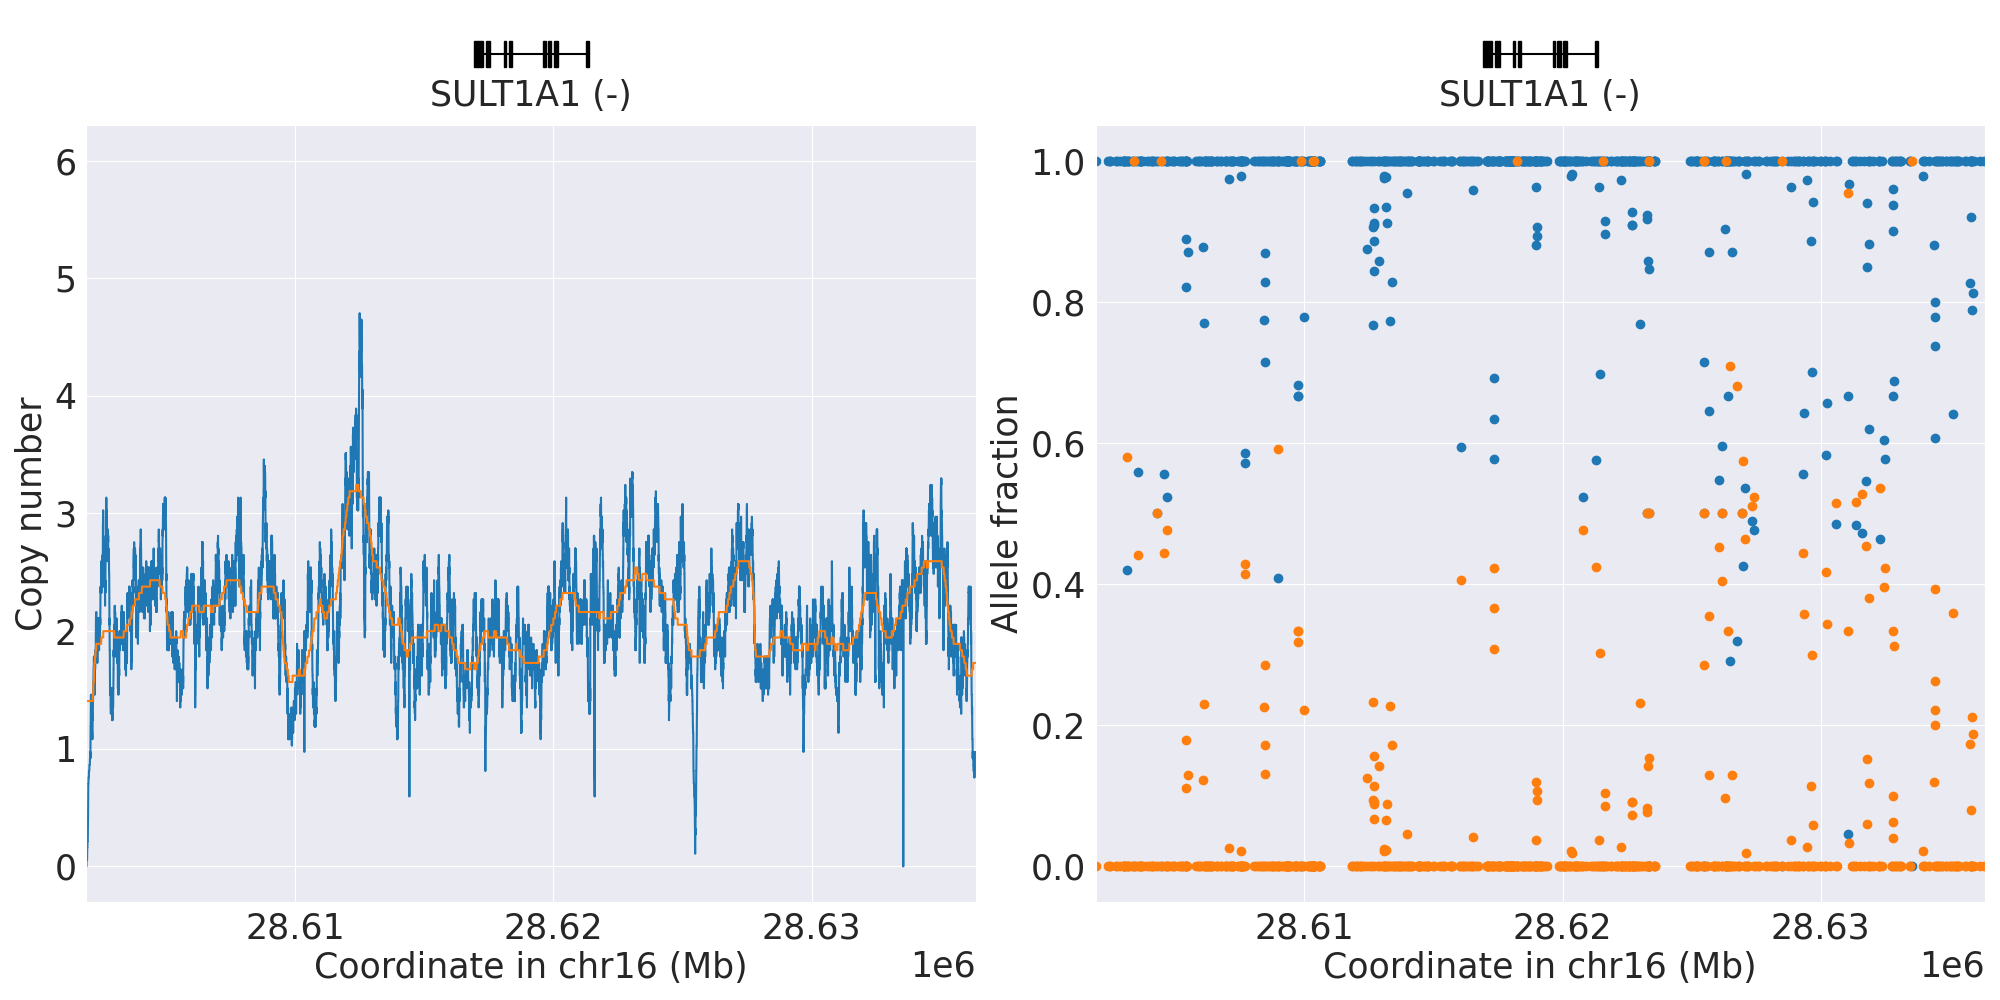 SULT1A1 (-)
6
5
4
3
2
1
0
Copy number
28.61
28.62
28.63
Coordinate in chr16 (Mb)
1e6
SULT1A1 (-)
1.0
0.8
0.6
0.4
0.2
0.0
Allele fraction
28.61
28.62
28.63
Coordinate in chr16 (Mb)
1e6